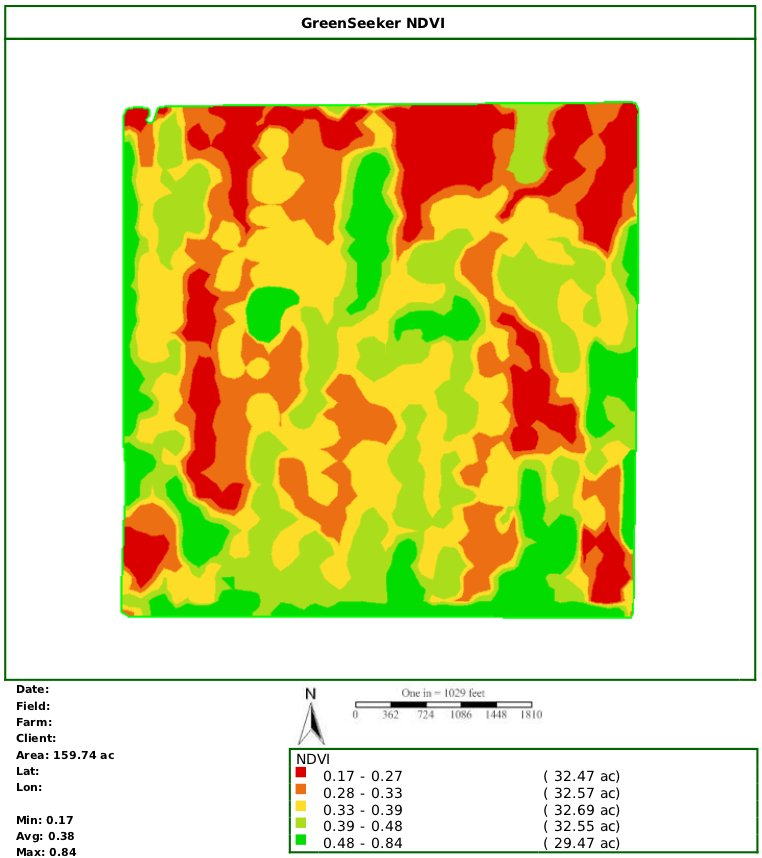 GreenSeeker NDVI
Date:
Field:
Farm:
Client:
Area: 159.74 ac
Lat:
Lon:
Min: 0.17
Avg: 0.38
Max: 0.84
N
One in = 1029 feet
0 362 724 1086 1448 1810
NDVI
0.17 - 0.27 ( 32.47 ac)
0.28 - 0.33 ( 32.57 ac)
0.33 - 0.39 ( 32.69 ac)
0.39 - 0.48 ( 32.55 ac)
0.48 - 0.84 ( 29.47 ac)